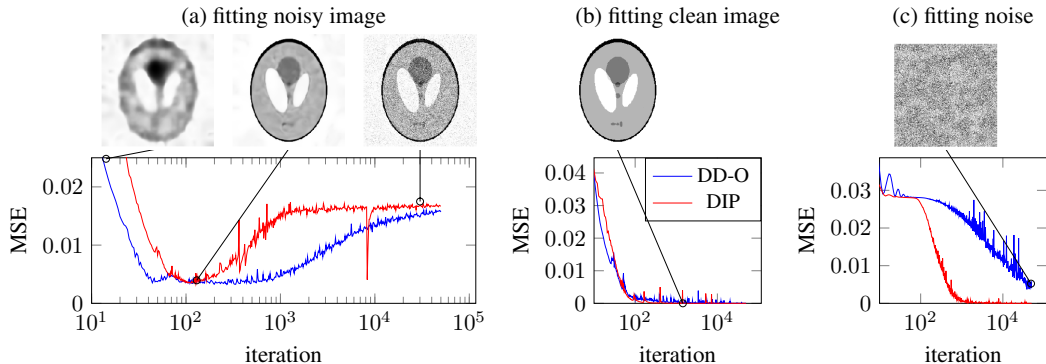 (a) fitting noisy image
(b) fitting clean image
(c) fitting noise
0.02
0.01
0
MSE
10^1 10^2 10^3 10^4 10^5
iteration
0.04
0.03
0.02
0.01
0
MSE
DD-O
DIP
10^2 10^4
iteration
0.03
0.02
0.01
0
MSE
10^2 10^4
iteration